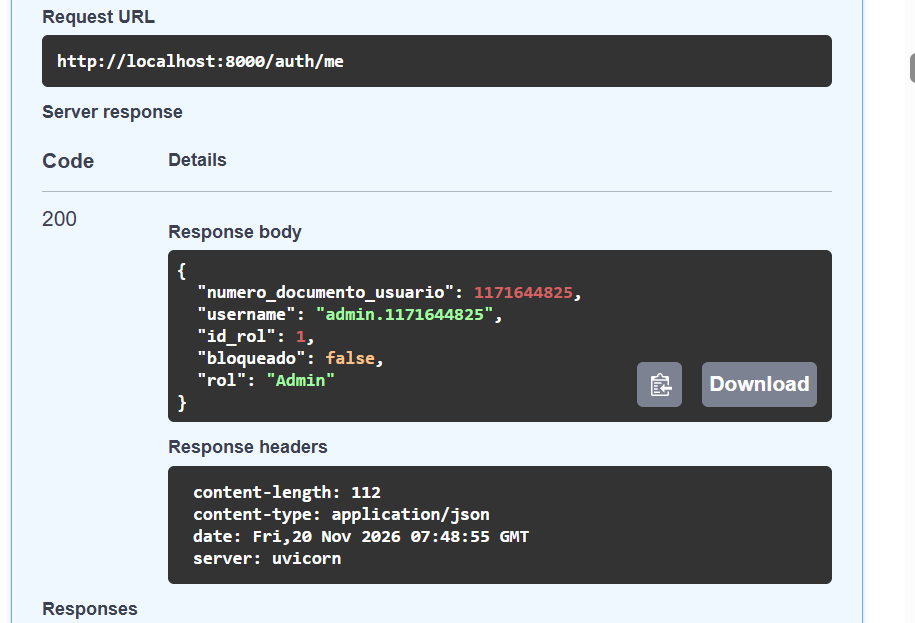 Request URL
http://localhost:8000/auth/me
Server response
Code Details
200
Response body
{
"numero_documento_usuario": 1171644825,
"username": "admin.1171644825",
"id_rol": 1,
"bloqueado": false,
"rol": "Admin"
}
Download
Response headers
content-length: 112
content-type: application/json
date: Fri,20 Nov 2026 07:48:55 GMT
server: uvicorn
Responses